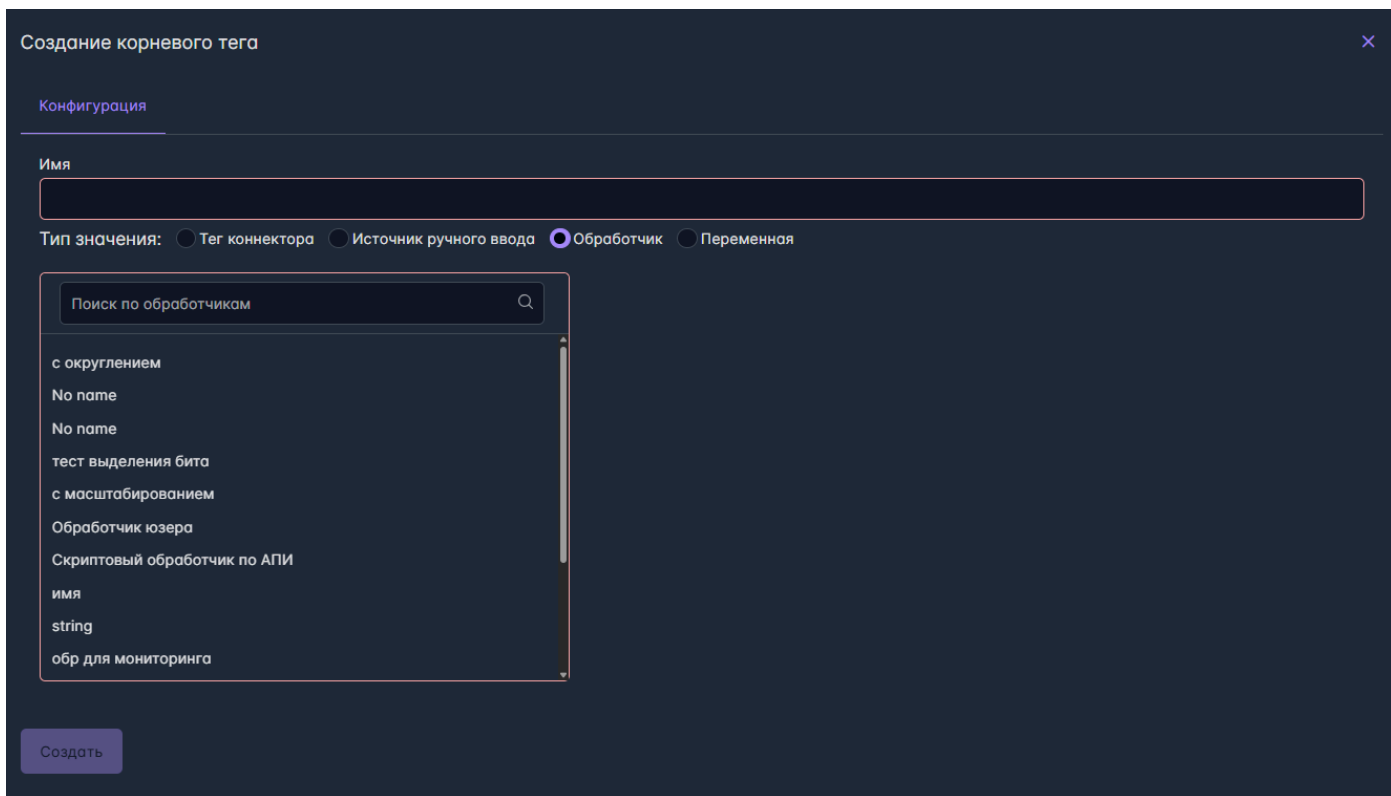 Создание корневого тега
Конфигурация
Имя
Тип значения: Тег коннектора Источник ручного ввода Обработчик Переменная
Поиск по обработчикам
с округлением
No name
No name
тест выделения бита
с масштабированием
Обработчик юзера
Скриптовый обработчик по АПИ
имя
string
обр для мониторинга
Создать